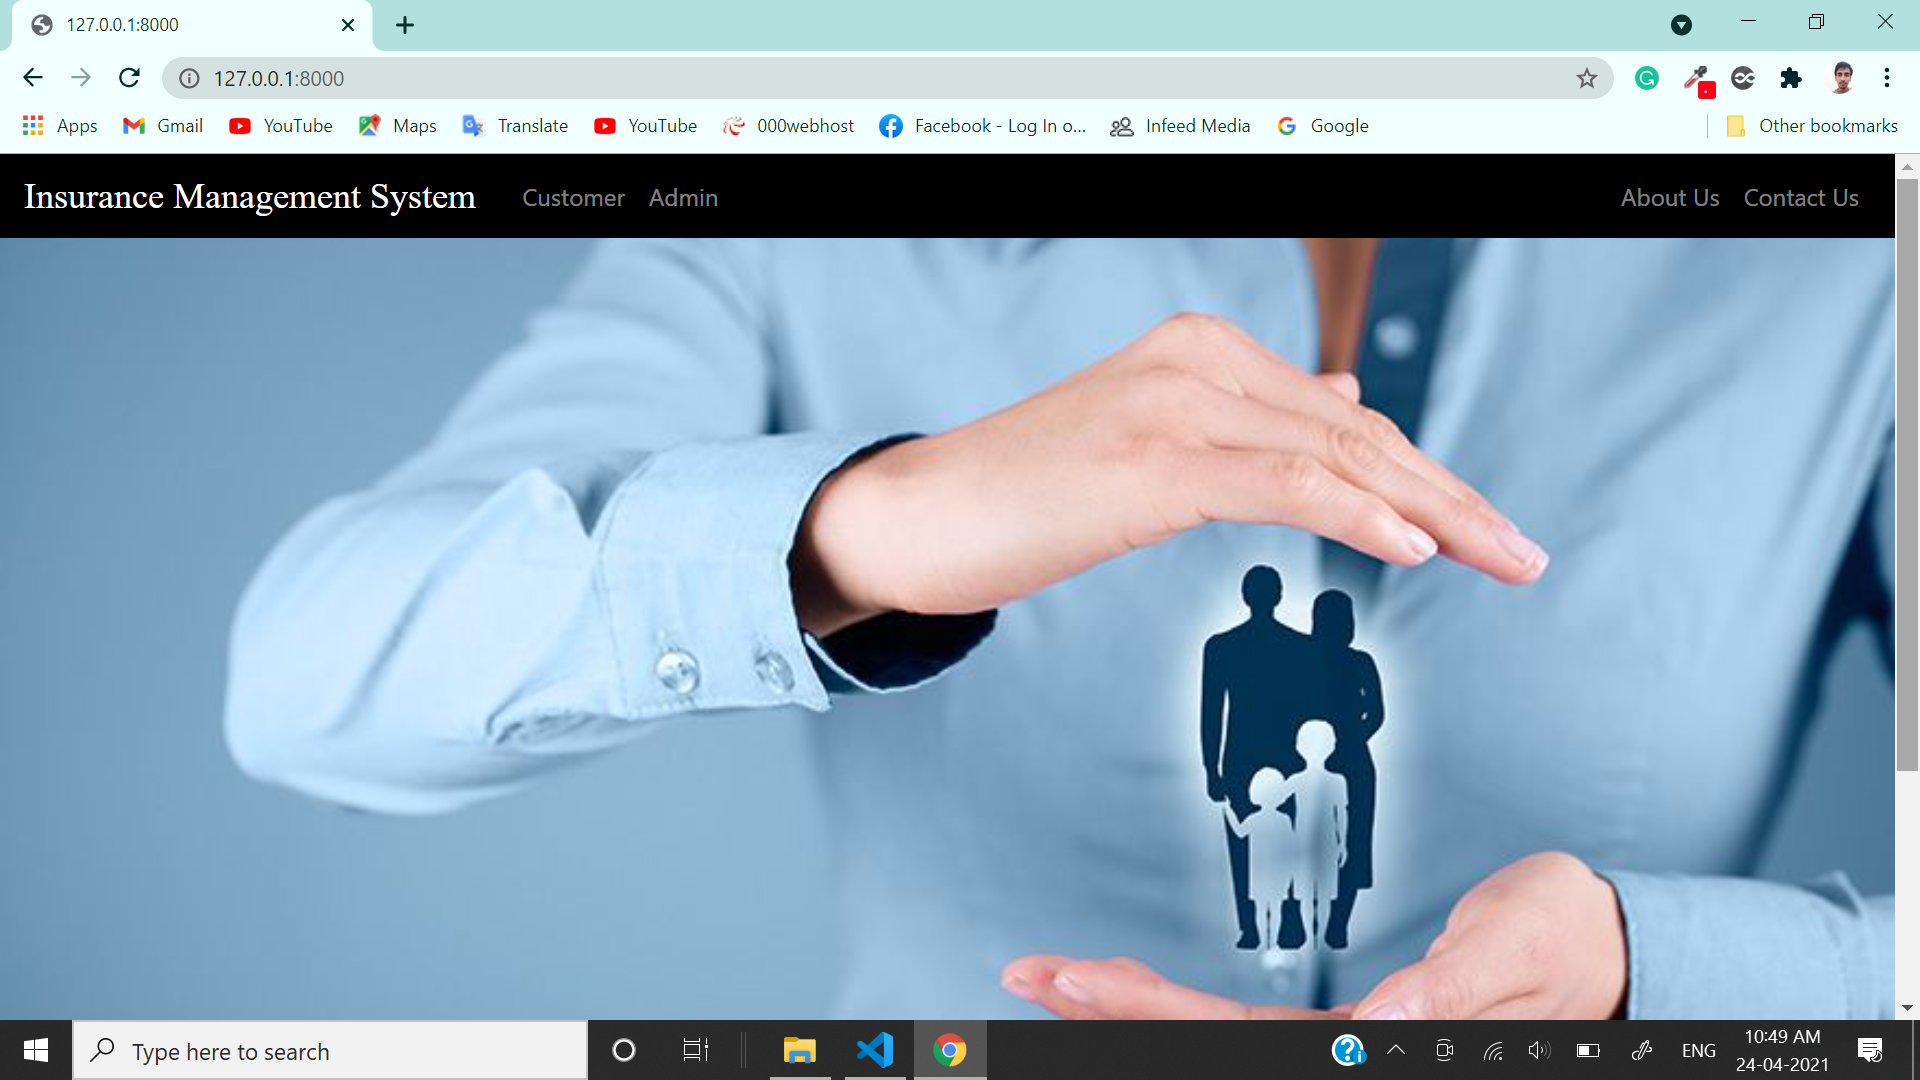 127.0.0.1:8000
127.0.0.1:8000
Apps Gmail YouTube Maps Translate YouTube 000webhost Facebook - Log In o... Infeed Media Google Other bookmarks
Insurance Management System Customer Admin About Us Contact Us
Type here to search ENG 10:49 AM
24-04-2021